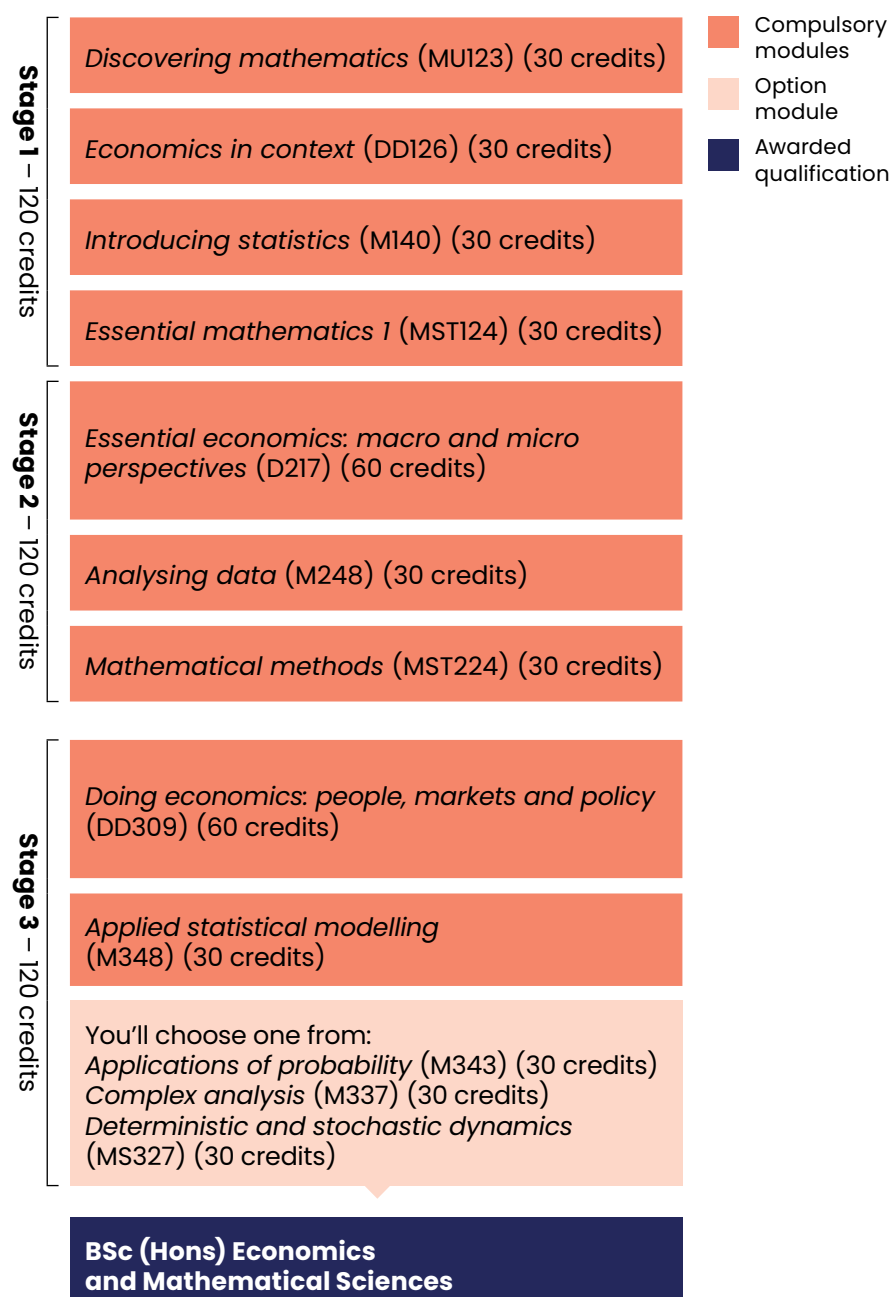 Compulsory
modules
Option
module
Awarded
qualification
Stage 1 – 120 credits
Discovering mathematics (MU123) (30 credits)
Economics in context (DD126) (30 credits)
Introducing statistics (M140) (30 credits)
Essential mathematics 1 (MST124) (30 credits)
Stage 2 – 120 credits
Essential economics: macro and micro
perspectives (D217) (60 credits)
Analysing data (M248) (30 credits)
Mathematical methods (MST224) (30 credits)
Stage 3 – 120 credits
Doing economics: people, markets and policy
(DD309) (60 credits)
Applied statistical modelling
(M348) (30 credits)
You’ll choose one from:
Applications of probability (M343) (30 credits)
Complex analysis (M337) (30 credits)
Deterministic and stochastic dynamics
(MS327) (30 credits)
BSc (Hons) Economics
and Mathematical Sciences